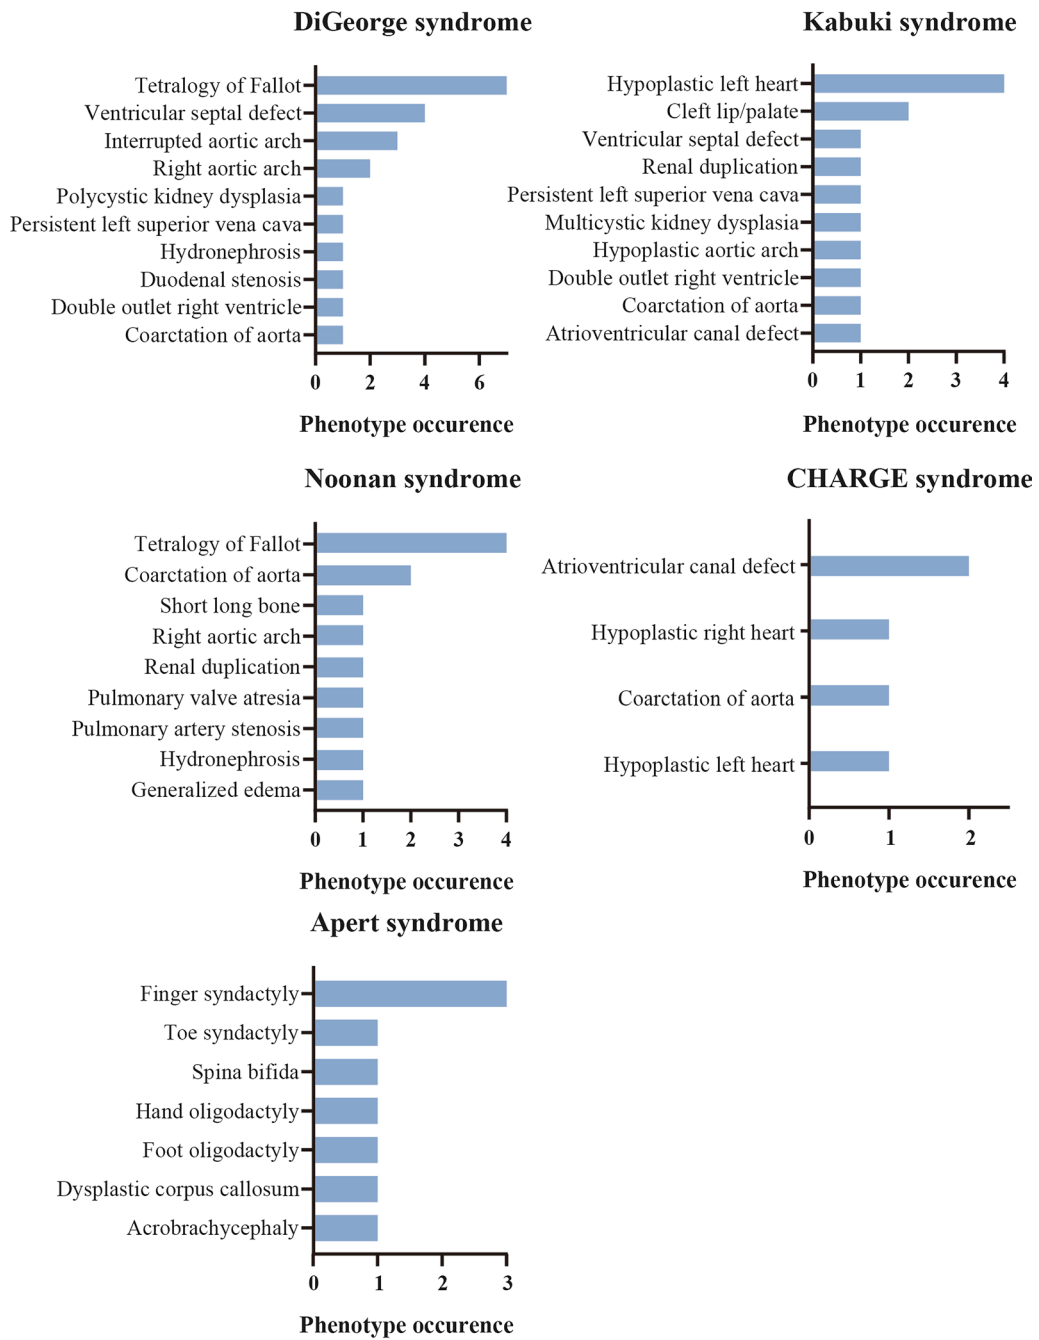 DiGeorge syndrome
Tetralogy of Fallot
Ventricular septal defect
Interrupted aortic arch
Right aortic arch
Polycystic kidney dysplasia
Persistent left superior vena cava
Hydronephrosis
Duodenal stenosis
Double outlet right ventricle
Coarctation of aorta
0 2 4 6
Phenotype occurence
Kabuki syndrome
Hypoplastic left heart
Cleft lip/palate
Ventricular septal defect
Renal duplication
Persistent left superior vena cava
Multicystic kidney dysplasia
Hypoplastic aortic arch
Double outlet right ventricle
Coarctation of aorta
Atrioventricular canal defect
0 1 2 3 4
Phenotype occurence
Noonan syndrome
Tetralogy of Fallot
Coarctation of aorta
Short long bone
Right aortic arch
Renal duplication
Pulmonary valve atresia
Pulmonary artery stenosis
Hydronephrosis
Generalized edema
0 1 2 3 4
Phenotype occurence
CHARGE syndrome
Atrioventricular canal defect
Hypoplastic right heart
Coarctation of aorta
Hypoplastic left heart
0 1 2
Phenotype occurence
Apert syndrome
Finger syndactyly
Toe syndactyly
Spina bifida
Hand oligodactyly
Foot oligodactyly
Dysplastic corpus callosum
Acrobrachycephaly
0 1 2 3
Phenotype occurence